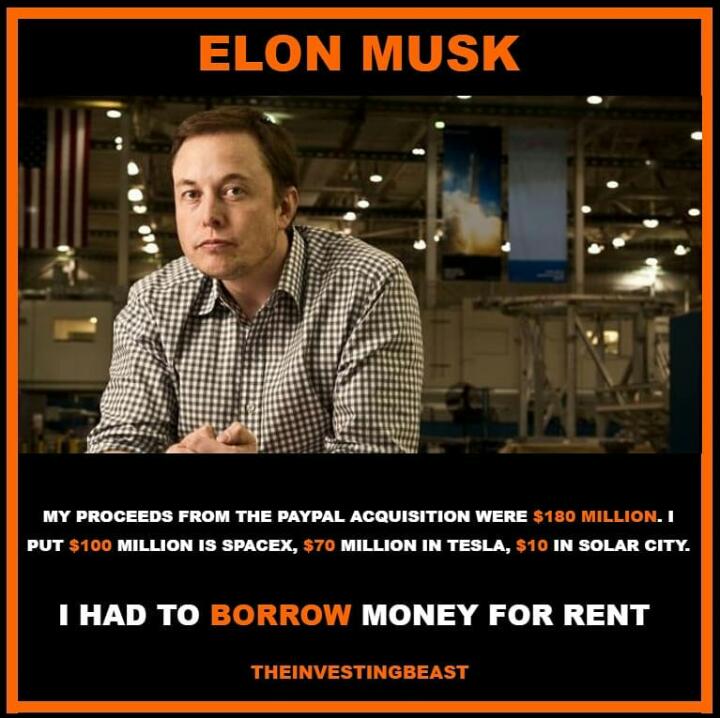 ELON MUSK
MY PROCEEDS FROM THE PAYPAL ACQUISITION WERE $180 MILLION. I
PUT $100 MILLION IS SPACEX, $70 MILLION IN TESLA, $10 IN SOLAR CITY.
I HAD TO BORROW MONEY FOR RENT
THEINVESTINGBEAST